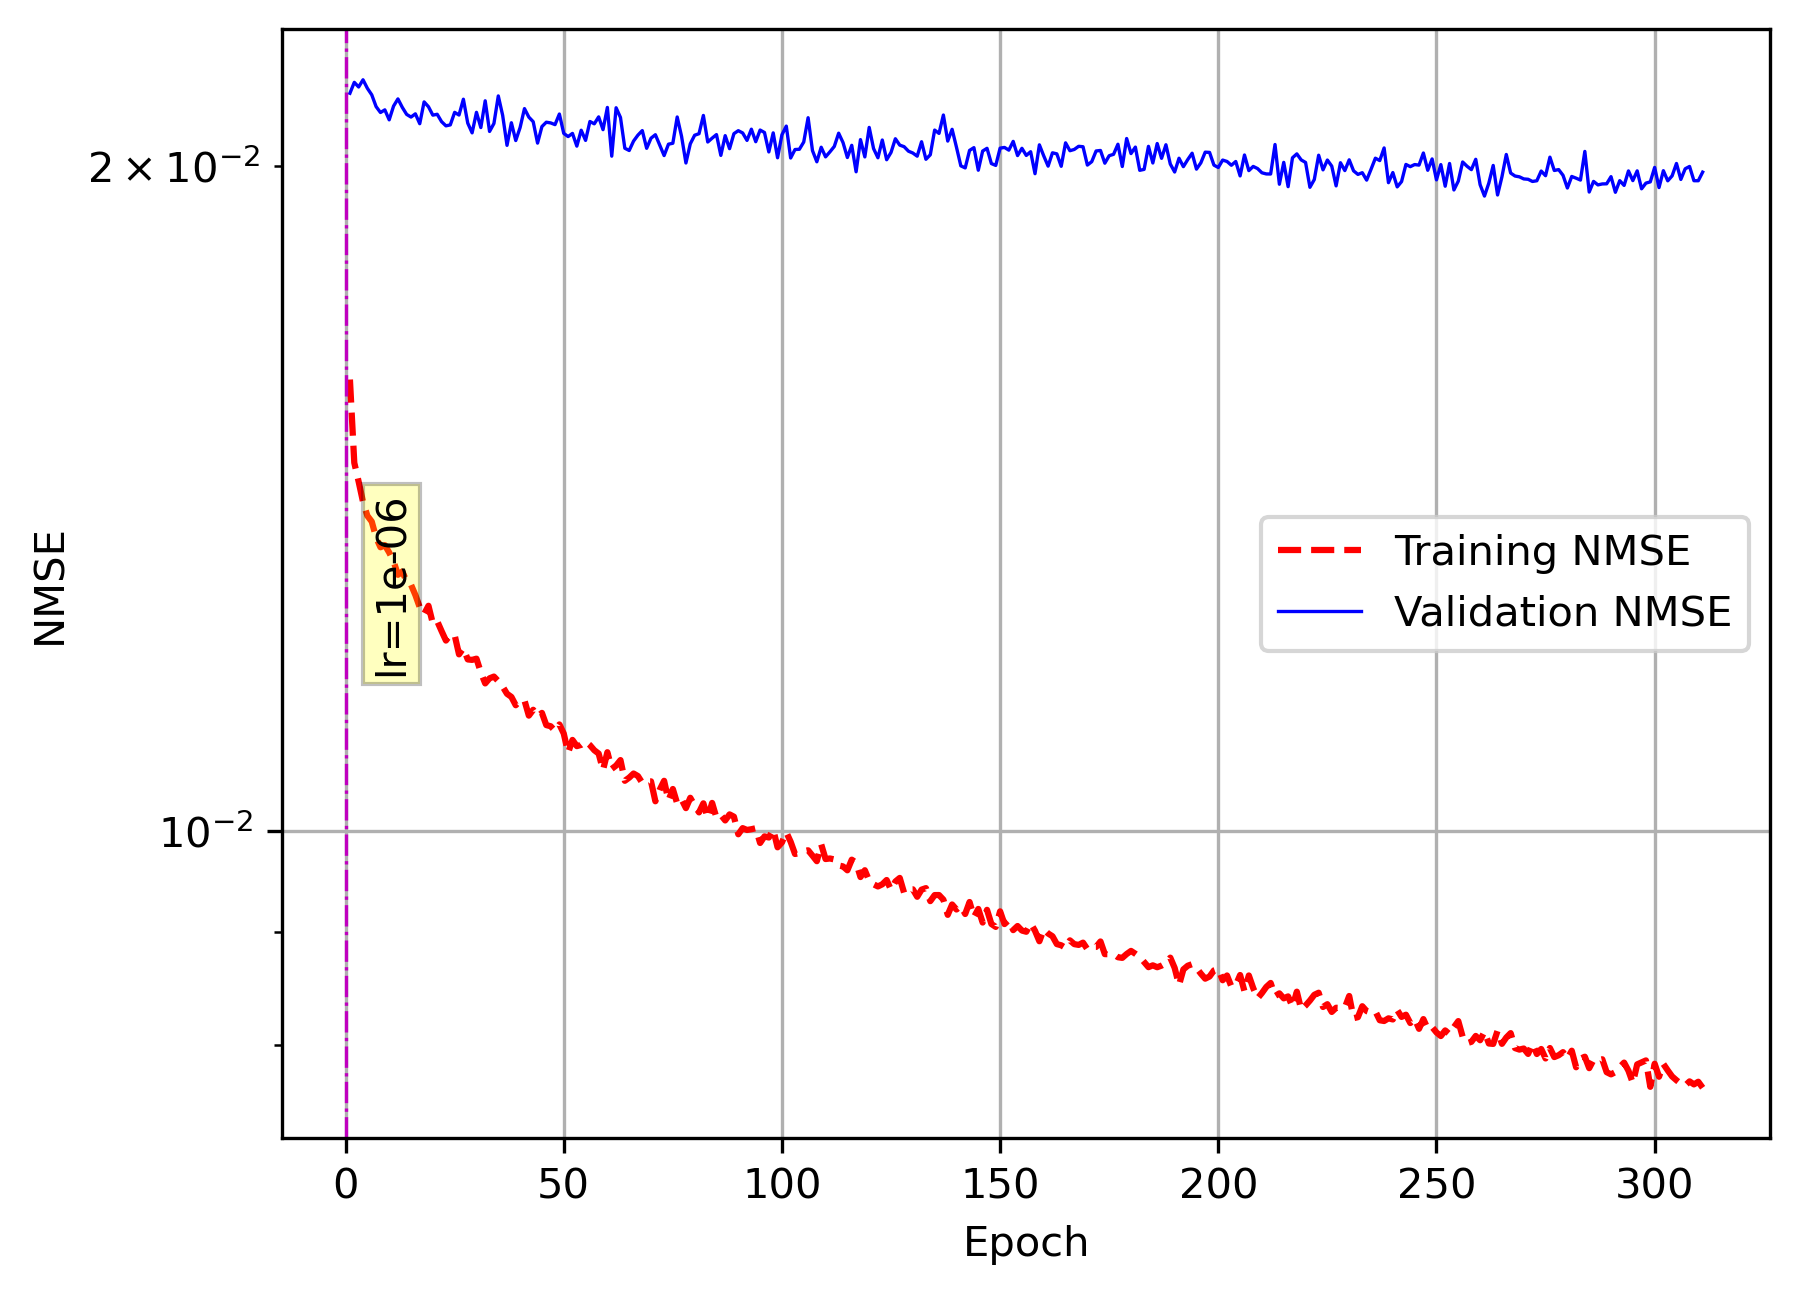 2 × 10⁻²
10⁻²
NMSE
lr=1e-06
Training NMSE
Validation NMSE
0 50 100 150 200 250 300
Epoch